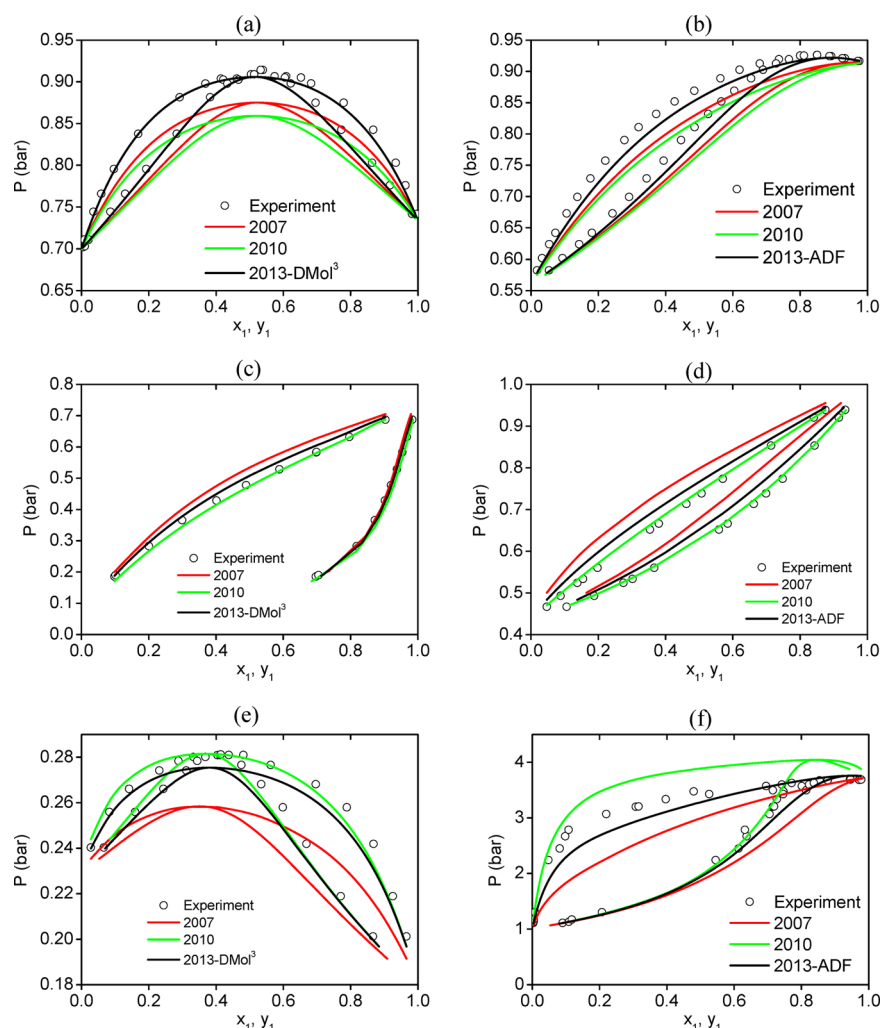 (a)
0.95
0.90
0.85
0.80
0.75
0.70
0.65
P (bar)
Experiment
2007
2010
2013-DMol³
0.0 0.2 0.4 0.6 0.8 1.0
x₁, y₁
(b)
0.95
0.90
0.85
0.80
0.75
0.70
0.65
0.60
0.55
P (bar)
Experiment
2007
2010
2013-ADF
0.0 0.2 0.4 0.6 0.8 1.0
x₁, y₁
(c)
0.8
0.7
0.6
0.5
0.4
0.3
0.2
0.1
0.0
P (bar)
Experiment
2007
2010
2013-DMol³
0.0 0.2 0.4 0.6 0.8 1.0
x₁, y₁
(d)
1.0
0.9
0.8
0.7
0.6
0.5
0.4
P (bar)
Experiment
2007
2010
2013-ADF
0.0 0.2 0.4 0.6 0.8 1.0
x₁, y₁
(e)
0.28
0.26
0.24
0.22
0.20
0.18
P (bar)
Experiment
2007
2010
2013-DMol³
0.0 0.2 0.4 0.6 0.8 1.0
x₁, y₁
(f)
4
3
2
1
0
P (bar)
Experiment
2007
2010
2013-ADF
0.0 0.2 0.4 0.6 0.8 1.0
x₁, y₁